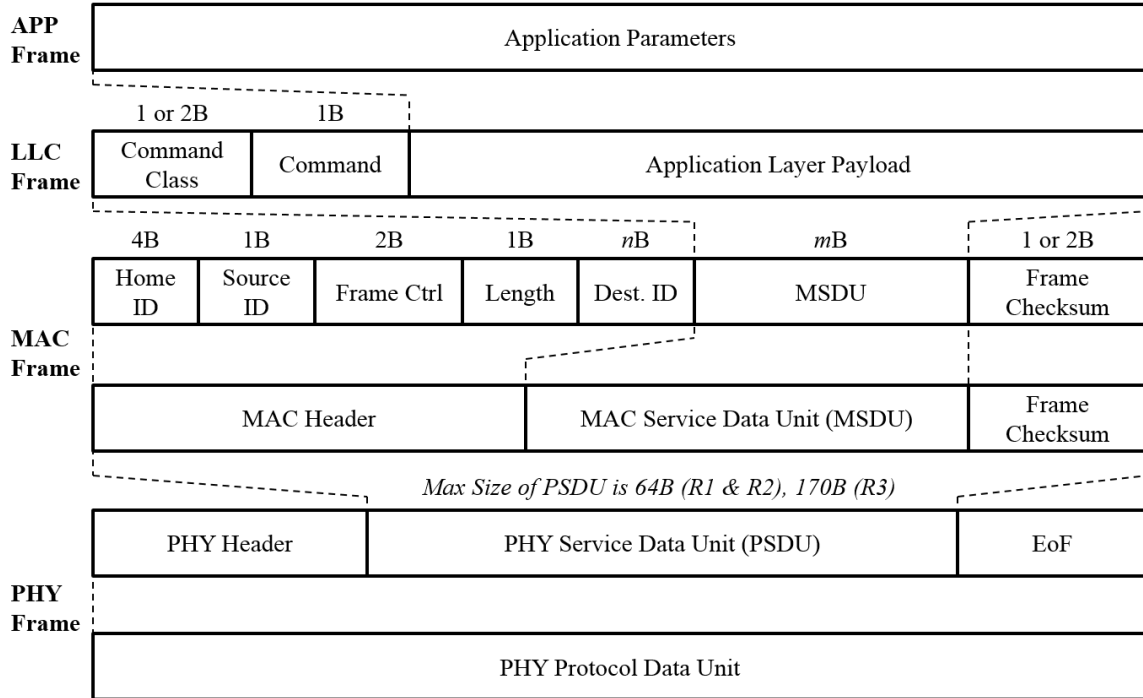 APP
Frame
Application Parameters
1 or 2B
1B
LLC
Frame
Command
Class
Command
Application Layer Payload
4B
1B
2B
1B
nB
mB
1 or 2B
Home
ID
Source
ID
Frame Ctrl
Length
Dest. ID
MSDU
Frame
Checksum
MAC
Frame
MAC Header
MAC Service Data Unit (MSDU)
Frame
Checksum
Max Size of PSDU is 64B (R1 & R2), 170B (R3)
PHY Header
PHY Service Data Unit (PSDU)
EoF
PHY
Frame
PHY Protocol Data Unit